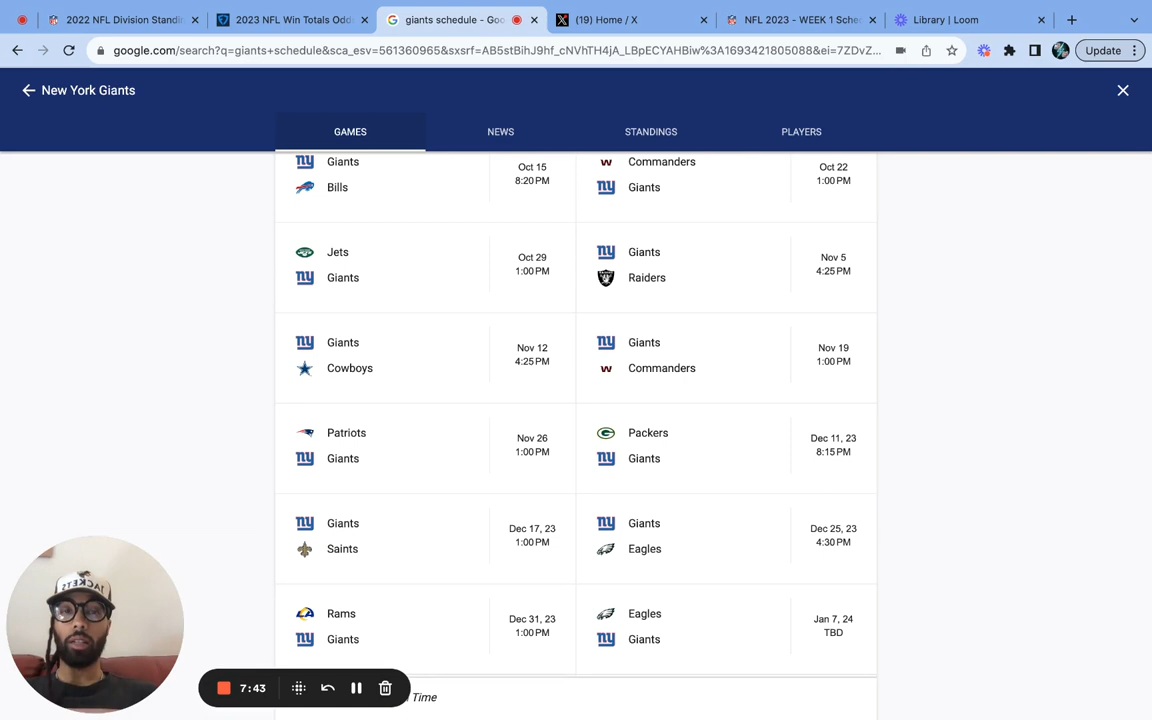 2022 NFL Division Standi
2023 NFL Win Totals Odd
giants schedule - Goo
(19) Home / X
NFL 2023 - WEEK 1 Sche
Library | Loom
google.com/search?q=giants+schedule&sca_esv=561360965&sxsrf=AB5stBihJ9hf_cNVhTH4jA_LBpECYAHBiw%3A1693421805088&ei=7ZDvZ...
Update
New York Giants
GAMES
NEWS
STANDINGS
PLAYERS
Giants
Bills
Oct 15
8:20 PM
Commanders
Giants
Oct 22
1:00 PM
Jets
Giants
Oct 29
1:00 PM
Giants
Raiders
Nov 5
4:25 PM
Giants
Cowboys
Nov 12
4:25 PM
Giants
Commanders
Nov 19
1:00 PM
Patriots
Giants
Nov 26
1:00 PM
Packers
Giants
Dec 11, 23
8:15 PM
Giants
Saints
Dec 17, 23
1:00 PM
Giants
Eagles
Dec 25, 23
4:30 PM
Rams
Giants
Dec 31, 23
1:00 PM
Eagles
Giants
Jan 7, 24
TBD
7:43
Time